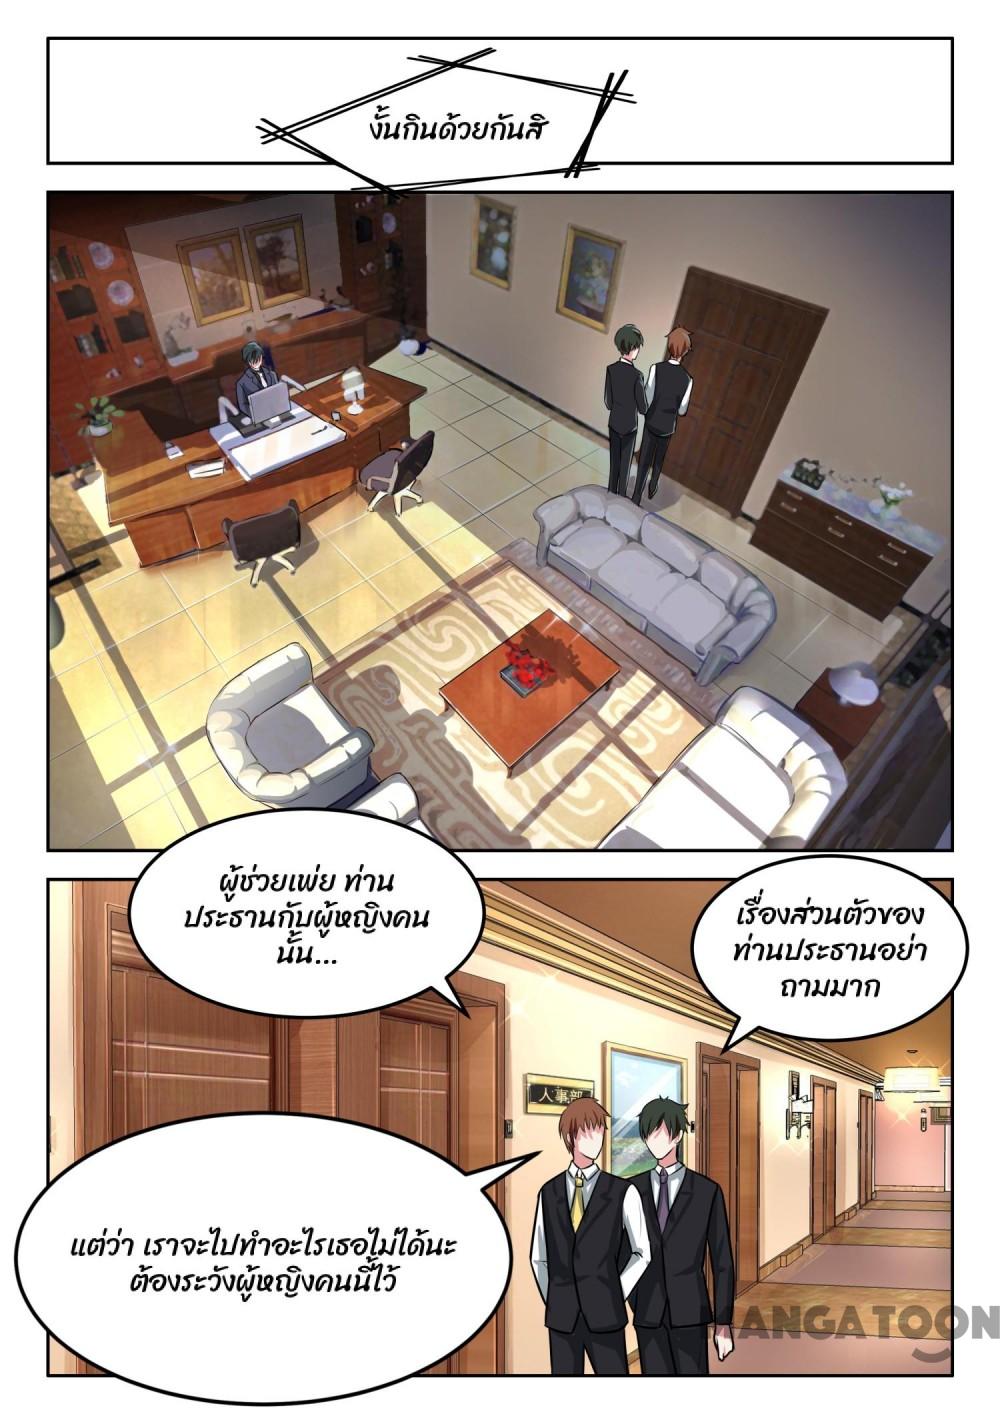 งั้นกินด้วยกันสิ
ผู้ช่วยเพ่ย ท่าน
ประธานกับผู้หญิงคน
นั้น...
เรื่องส่วนตัวของ
ท่านประธานอย่า
ถามมาก
人事部
แต่ว่า เราจะไปทำอะไรเธอไม่ได้นะ
ต้องระวังผู้หญิงคนนี้ไว้
MANGATOON